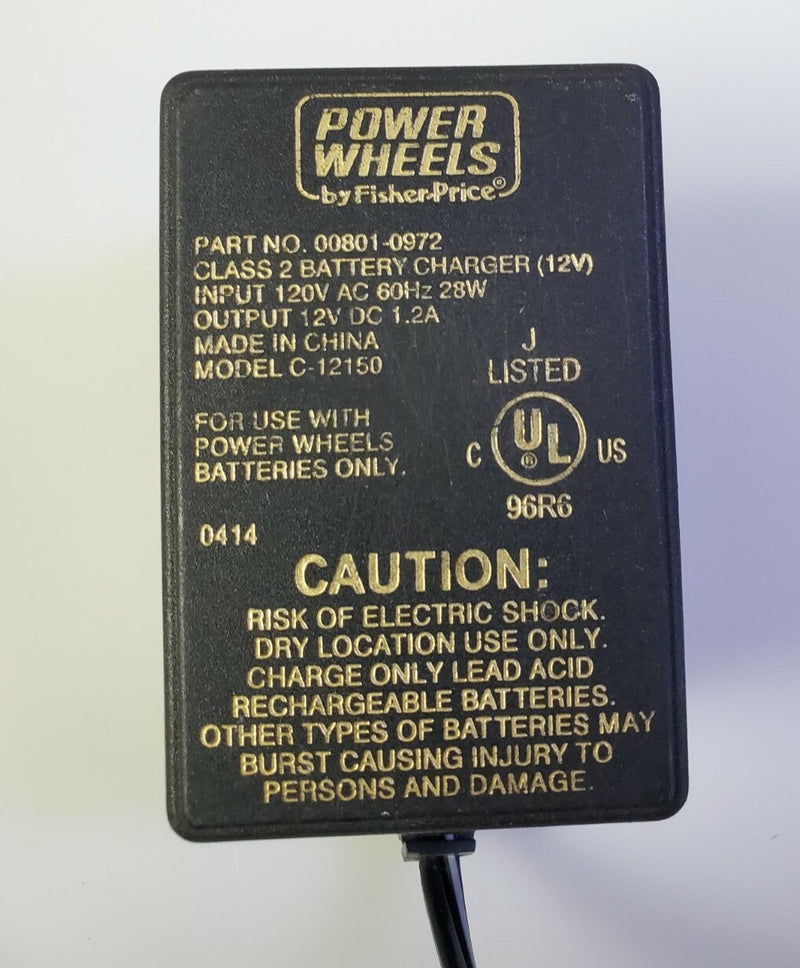 POWER
WHEELS
by Fisher-Price®
PART NO. 00801-0972
CLASS 2 BATTERY CHARGER (12V)
INPUT 120V AC 60Hz 28W
OUTPUT 12V DC 1.2A
MADE IN CHINA
MODEL C-12150
J
LISTED
FOR USE WITH
POWER WHEELS
BATTERIES ONLY.
C UL® US
96R6
0414
CAUTION:
RISK OF ELECTRIC SHOCK.
DRY LOCATION USE ONLY.
CHARGE ONLY LEAD ACID
RECHARGEABLE BATTERIES.
OTHER TYPES OF BATTERIES MAY
BURST CAUSING INJURY TO
PERSONS AND DAMAGE.